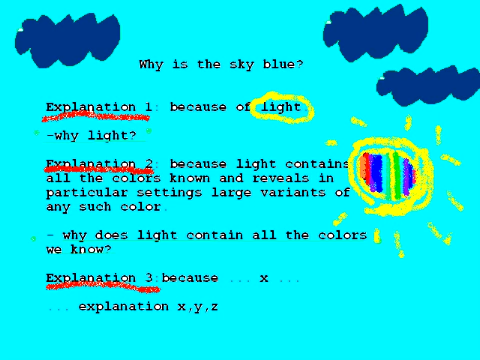 Why is the sky blue?
Explanation 1: because of light
-why light?
Explanation 2: because light contains
all the colors known and reveals in
particular settings large variants of
any such color.
- why does light contain all the colors
we know?
Explanation 3:because ... x ...
... explanation x,y,z